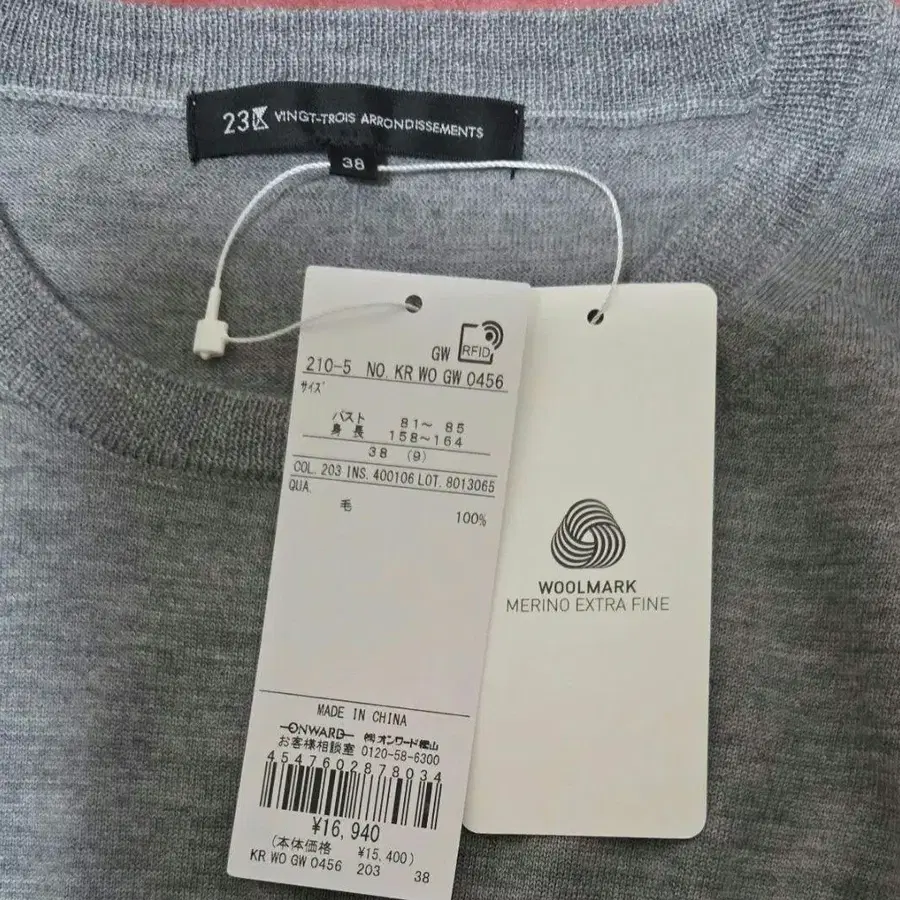 23区 VINGT-TROIS ARRONDISSEMENTS
38
GW RFID
210-5 NO. KR WO GW 0456
サイズ
バスト 81～ 85
身長 158～164
38 (9)
COL. 203 INS. 400106 LOT. 8013065
QUA.
毛 100%
MADE IN CHINA
ONWARD ㈱オンワード樫山
お客様相談室 0120-58-6300
4547602878034
¥16,940
(本体価格 ¥15,400)
KR WO GW 0456 203 38
WOOLMARK
MERINO EXTRA FINE